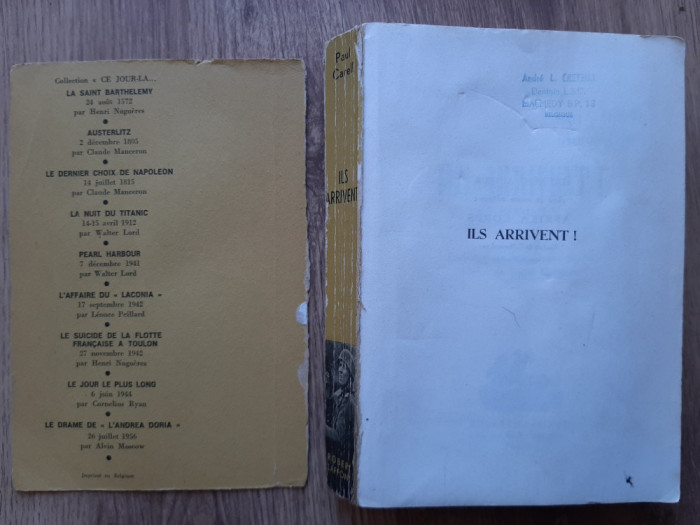 Collection « CE JOUR-LA...
LA SAINT BARTHELEMY
24 août 1572
par Henri Noguères
AUSTERLITZ
2 décembre 1805
par Claude Manceron
LE DERNIER CHOIX DE NAPOLEON
14 juillet 1815
par Claude Manceron
LA NUIT DU TITANIC
14-15 avril 1912
par Walter Lord
PEARL HARBOUR
7 décembre 1941
par Walter Lord
L'AFFAIRE DU « LACONIA »
17 septembre 1942
par Léonce Peillard
LE SUICIDE DE LA FLOTTE
FRANÇAISE A TOULON
27 novembre 1942
par Henri Noguères
LE JOUR LE PLUS LONG
6 juin 1944
par Cornelius Ryan
LE DRAME DE « L'ANDREA DORIA »
26 juillet 1956
par Alvin Moscow
Imprimé en Belgique
Paul
Carell
ILS
ARRIVENT!
ROBERT
LAFFONT
André L.
ILS ARRIVENT !